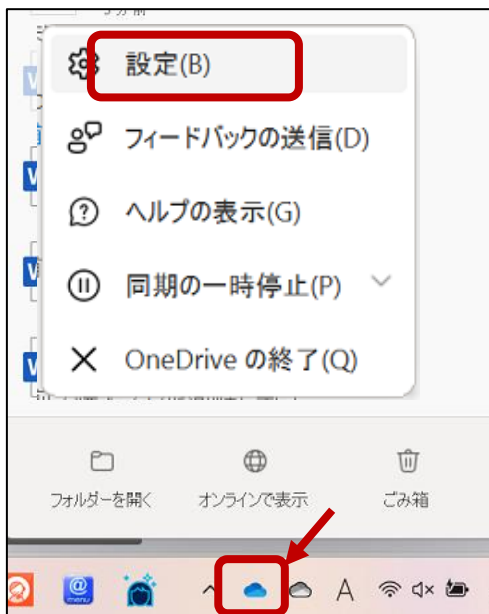 設定(B)
フィードバックの送信(D)
ヘルプの表示(G)
同期の一時停止(P)
OneDrive の終了(Q)
フォルダーを開く
オンラインで表示
ごみ箱
@
menu
A